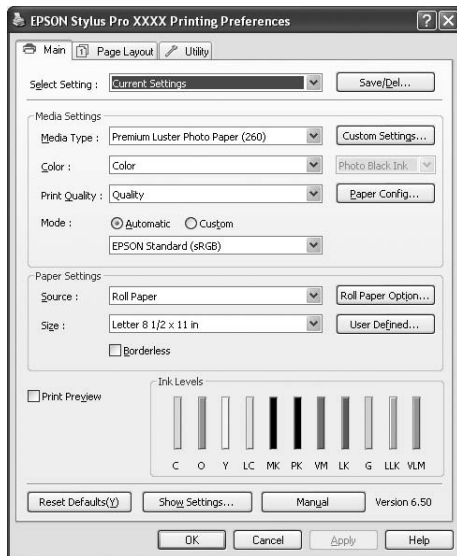 EPSON Stylus Pro XXXX Printing Preferences
Main Page Layout Utility
Select Setting : Current Settings Save/Del...
Media Settings
Media Type : Premium Luster Photo Paper (260) Custom Settings...
Color : Color Photo Black Ink
Print Quality : Quality Paper Config...
Mode : Automatic Custom
EPSON Standard (sRGB)
Paper Settings
Source : Roll Paper Roll Paper Option...
Size : Letter 8 1/2 x 11 in User Defined...
Borderless
Print Preview
Ink Levels
C O Y LC MK PK VM LK G LLK VLM
Reset Defaults(Y) Show Settings... Manual Version 6.50
OK Cancel Apply Help